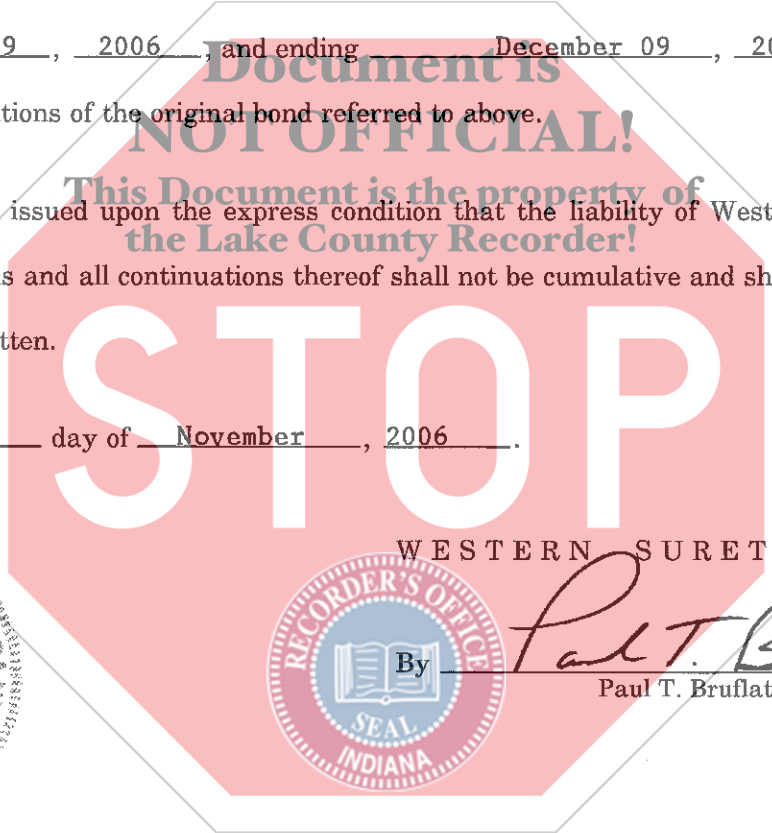 9, 2006, and ending December 09, 20
Document is
tions of the original bond referred to above.
NOT OFFICIAL!
This Document is the property of
issued upon the express condition that the liability of West
the Lake County Recorder!
s and all continuations thereof shall not be cumulative and sh
tten.
STOP
day of November, 2006.
WESTERN SURET
RECORDER'S OFFICE
SEAL
INDIANA
By Paul T. B
Paul T. Bruflat